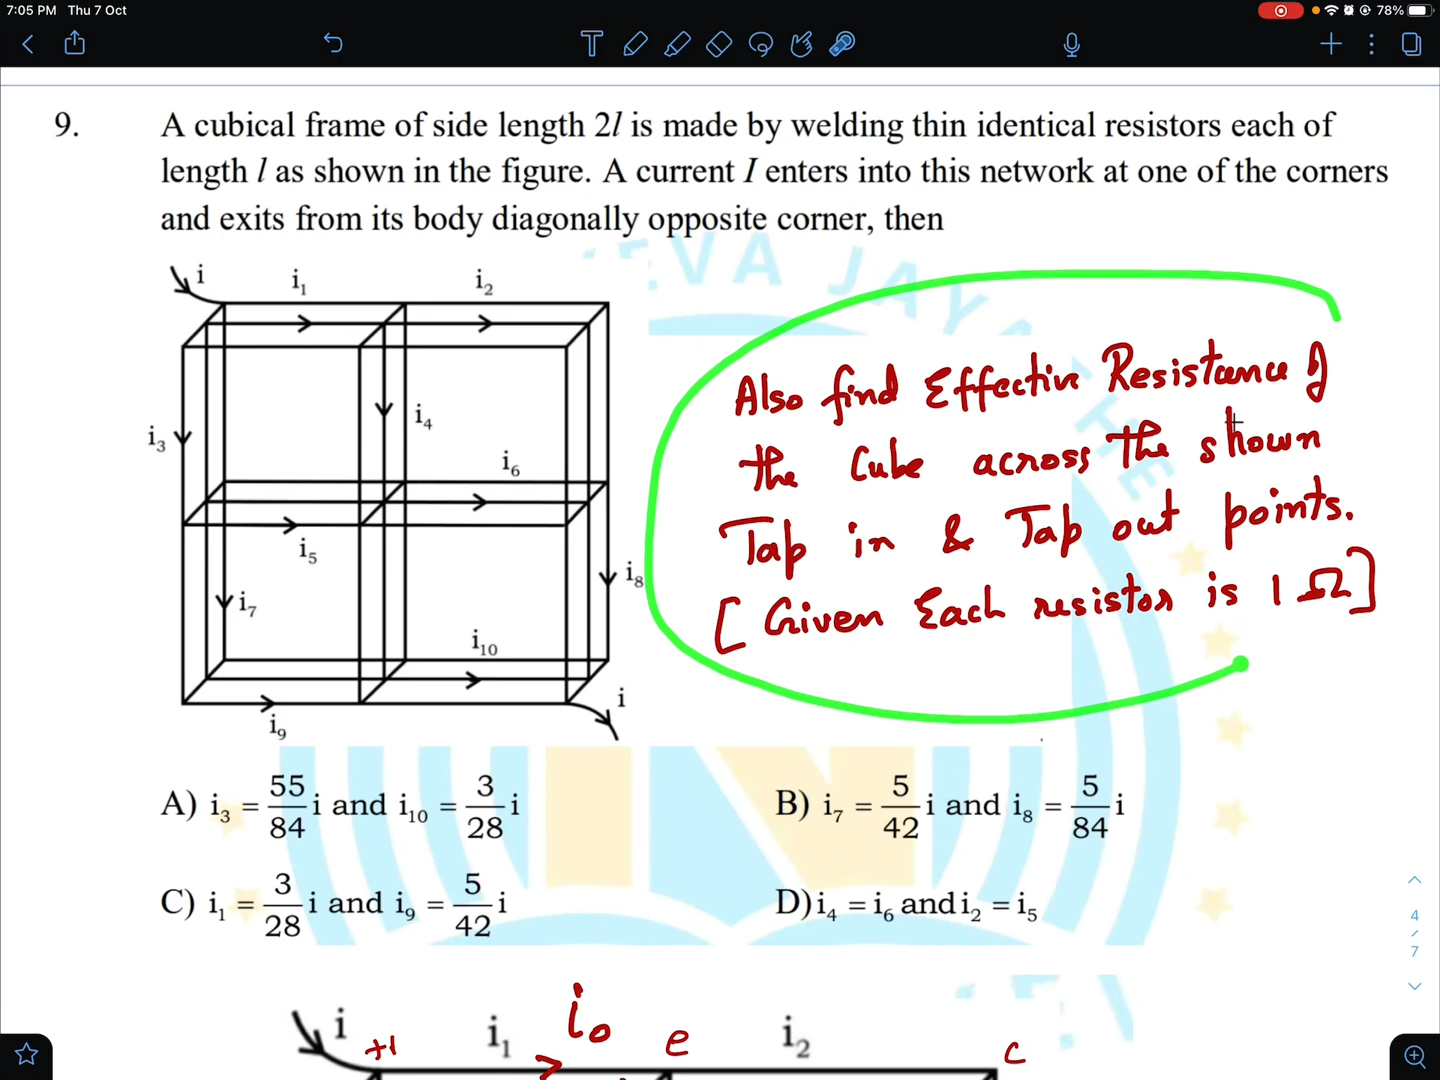 7:05 PM Thu 7 Oct
78%
9. A cubical frame of side length 2l is made by welding thin identical resistors each of
length l as shown in the figure. A current I enters into this network at one of the corners
and exits from its body diagonally opposite corner, then
i
i₁
i₂
i₃
i₄
i₆
i₅
i₈
i₇
i₁₀
i
i₉
Also find Effective Resistance of
the Cube across the shown
Tap in & Tap out points.
[Given Each resistor is 1 Ω]
A) i₃ = 55/84 i and i₁₀ = 3/28 i
B) i₇ = 5/42 i and i₈ = 5/84 i
C) i₁ = 3/28 i and i₉ = 5/42 i
D) i₄ = i₆ and i₂ = i₅
4
/
7
i
+1
i₁
i₀
e
i₂
c